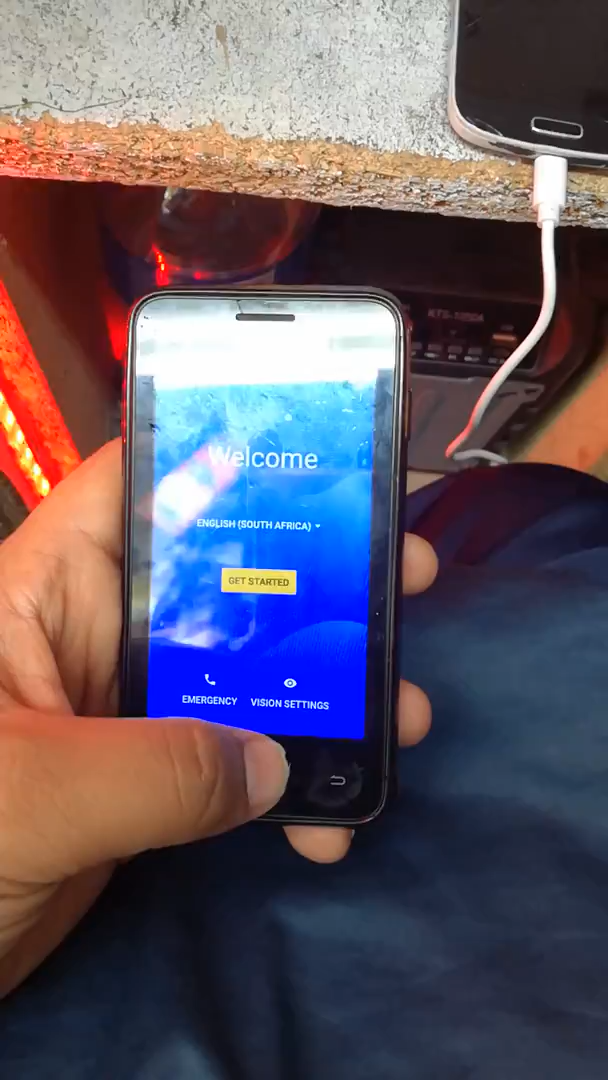 Welcome
ENGLISH (SOUTH AFRICA)
GET STARTED
EMERGENCY
VISION SETTINGS